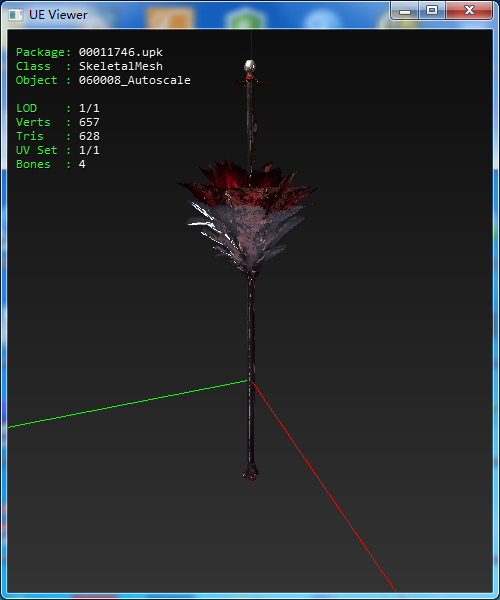 UE Viewer
Package: 00011746.upk
Class : SkeletalMesh
Object : 060008_Autoscale
LOD : 1/1
Verts : 657
Tris : 628
UV Set : 1/1
Bones : 4